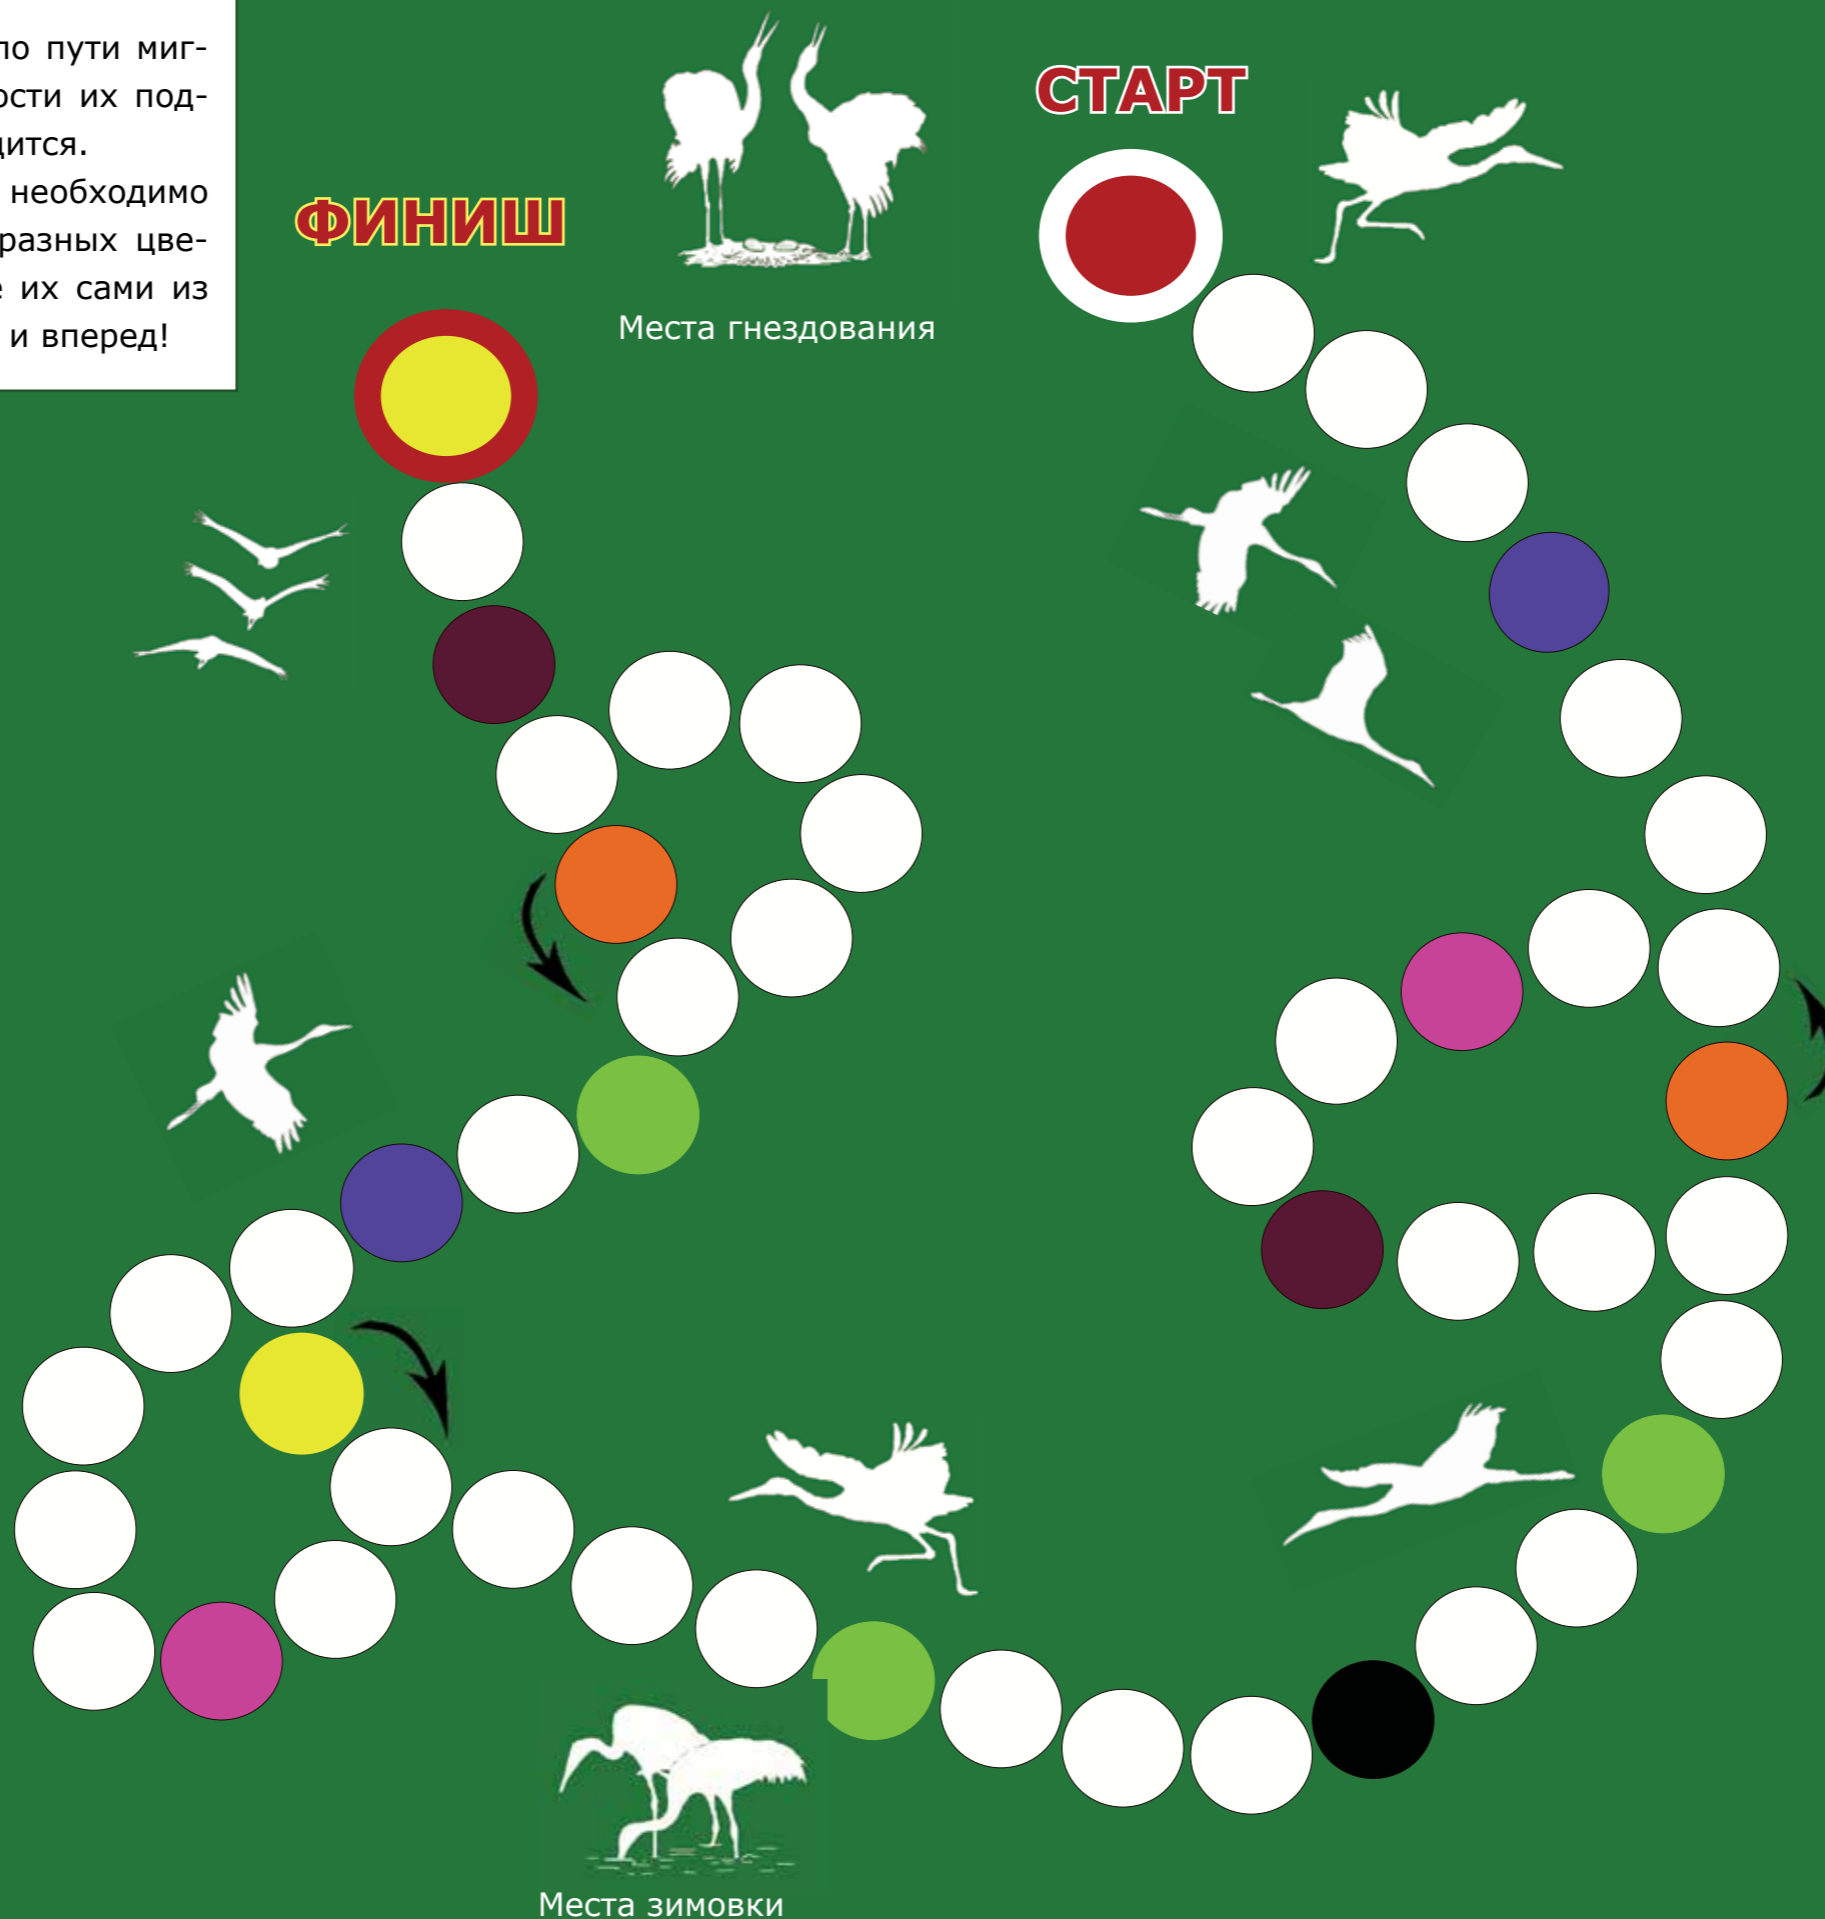 по пути миг-
ости их под-
дится.
необходимо
разных цве-
е их сами из
и вперед!
СТАРТ
ФИНИШ
Места гнездования
Места зимовки